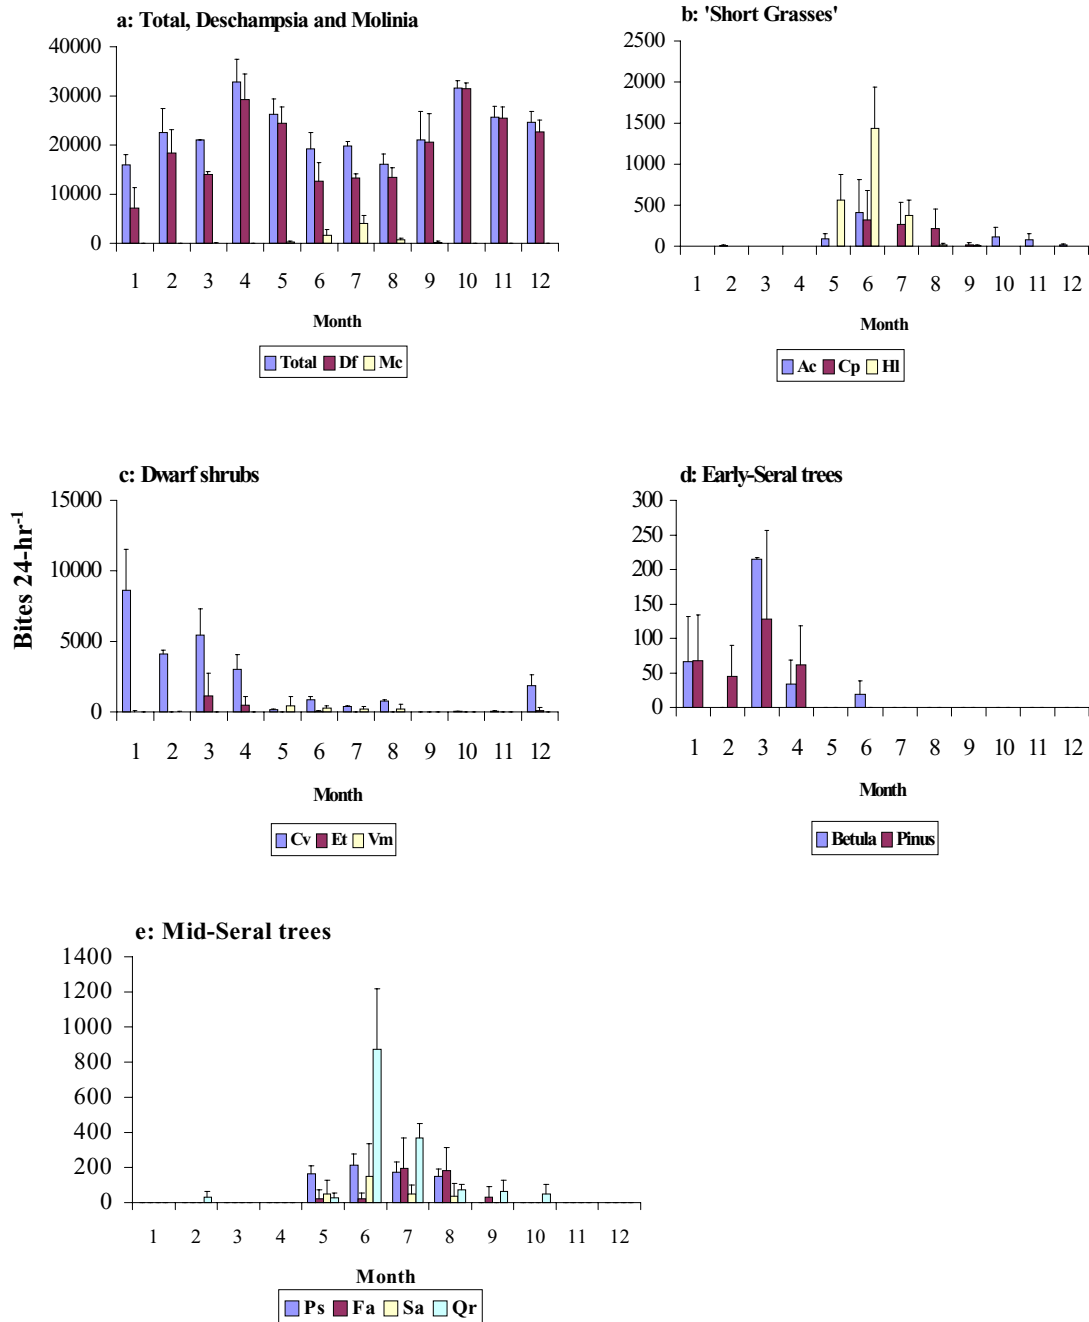 a: Total, Deschampsia and Molinia
40000
30000
20000
10000
0
1 2 3 4 5 6 7 8 9 10 11 12
Month
Total Df Mc
b: 'Short Grasses'
2500
2000
1500
1000
500
0
1 2 3 4 5 6 7 8 9 10 11 12
Month
Ac Cp Hl
Bites 24-hr-1
c: Dwarf shrubs
15000
10000
5000
0
1 2 3 4 5 6 7 8 9 10 11 12
Month
Cv Et Vm
d: Early-Seral trees
300
250
200
150
100
50
0
1 2 3 4 5 6 7 8 9 10 11 12
Month
Betula Pinus
e: Mid-Seral trees
1400
1200
1000
800
600
400
200
0
1 2 3 4 5 6 7 8 9 10 11 12
Month
Ps Fa Sa Qr